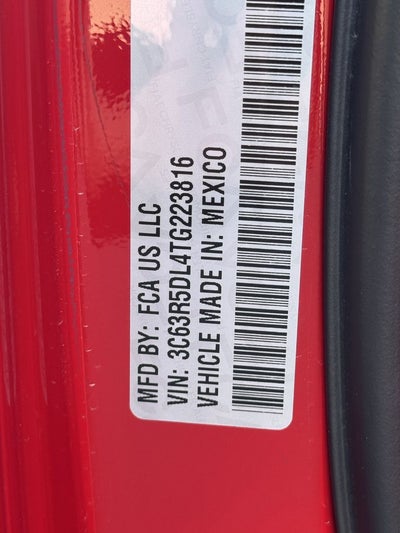 MFD BY: FCA US LLC
VIN: 3C63R5DL4TG223816
VEHICLE MADE IN: MEXICO